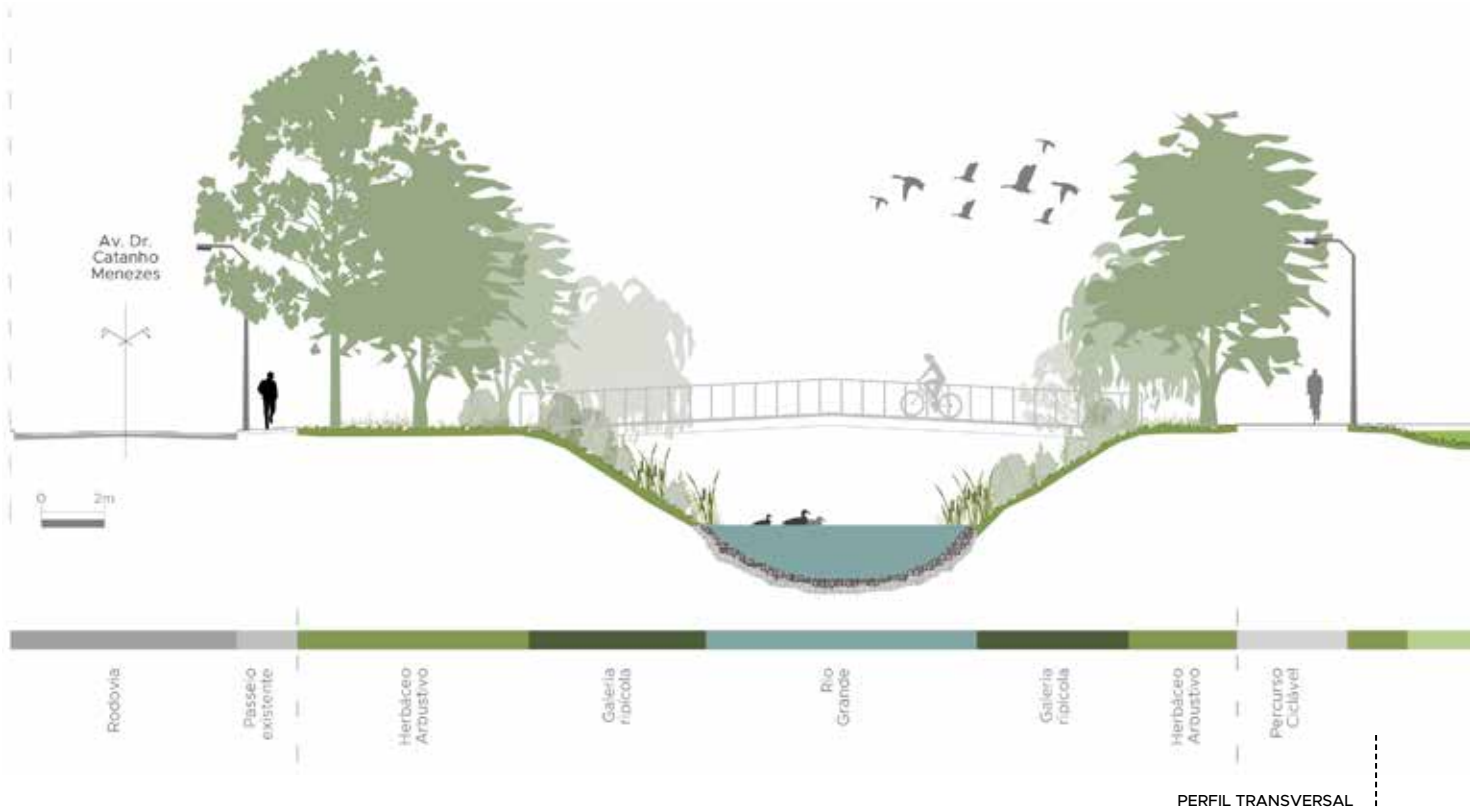 Av. Dr.
Catanho
Menezes
0 2m
Rodovia
Passeio
existente
Herbáceo
Arbustivo
Galeria
ripícola
Rio
Grande
Galeria
ripícola
Herbáceo
Arbustivo
Percurso
Ciclável
PERFIL TRANSVERSAL